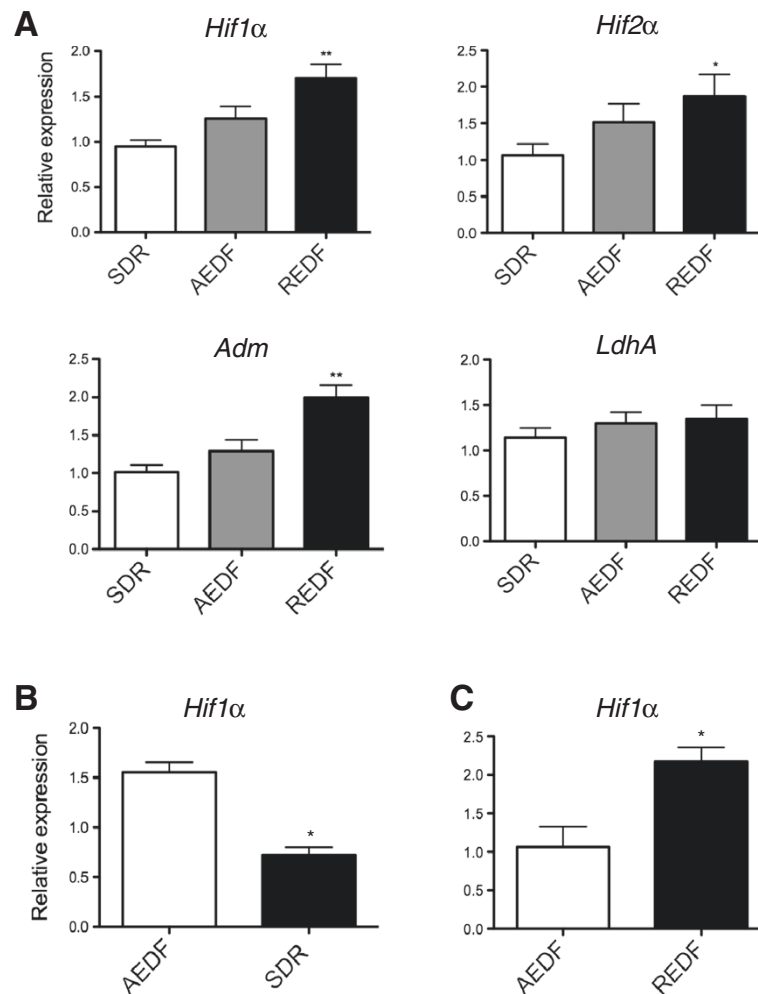 A
Hif1α
Relative expression
2.0
1.5
1.0
0.5
0.0
**
SDR
AEDF
REDF
Hif2α
2.5
2.0
1.5
1.0
0.5
0.0
*
SDR
AEDF
REDF
Adm
2.5
2.0
1.5
1.0
0.5
0.0
**
SDR
AEDF
REDF
LdhA
2.0
1.5
1.0
0.5
0.0
SDR
AEDF
REDF
B
Hif1α
Relative expression
2.0
1.5
1.0
0.5
0.0
*
AEDF
SDR
C
Hif1α
2.5
2.0
1.5
1.0
0.5
0.0
*
AEDF
REDF